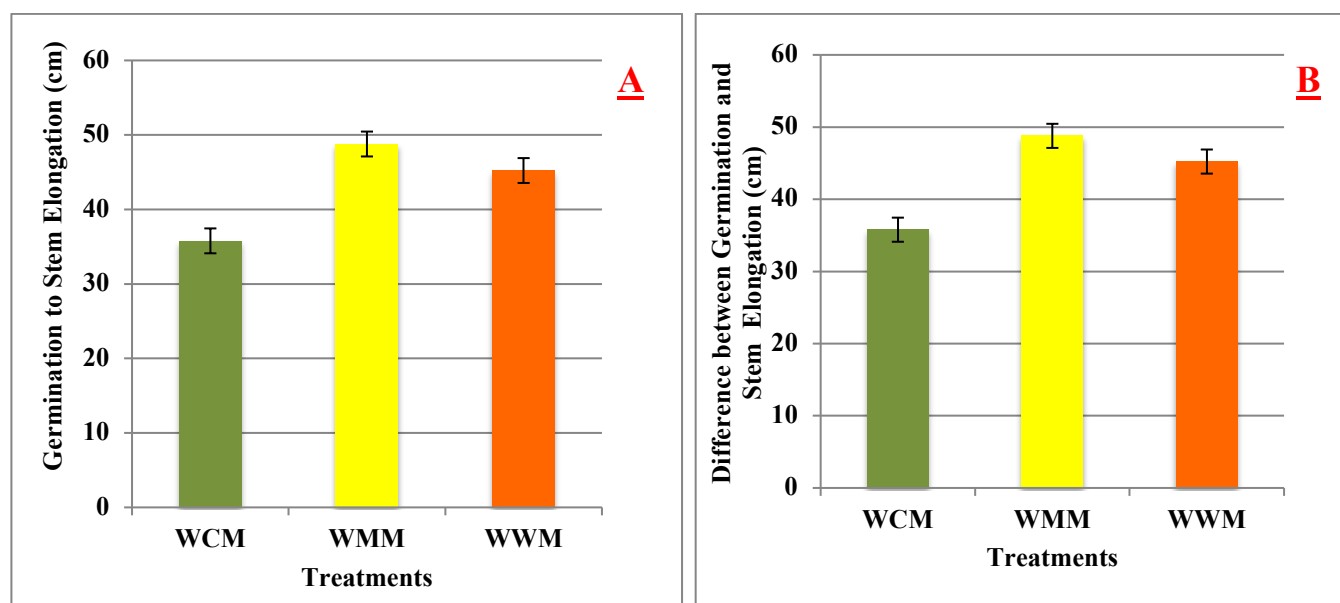 Germination to Stem Elongation (cm)
60
50
40
30
20
10
0
A
WCM WMM WWM
Treatments
Difference between Germination and
Stem Elongation (cm)
60
50
40
30
20
10
0
B
WCM WMM WWM
Treatments